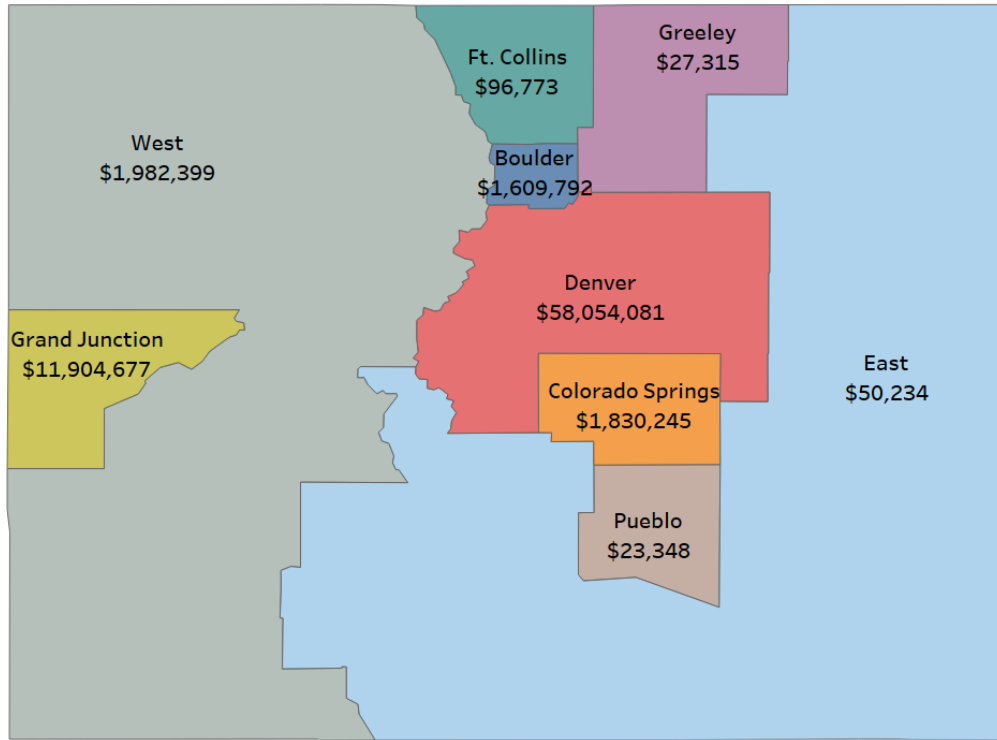 Greeley
$27,315
Ft. Collins
$96,773
West
$1,982,399
Boulder
$1,609,792
Denver
$58,054,081
Grand Junction
$11,904,677
East
$50,234
Colorado Springs
$1,830,245
Pueblo
$23,348